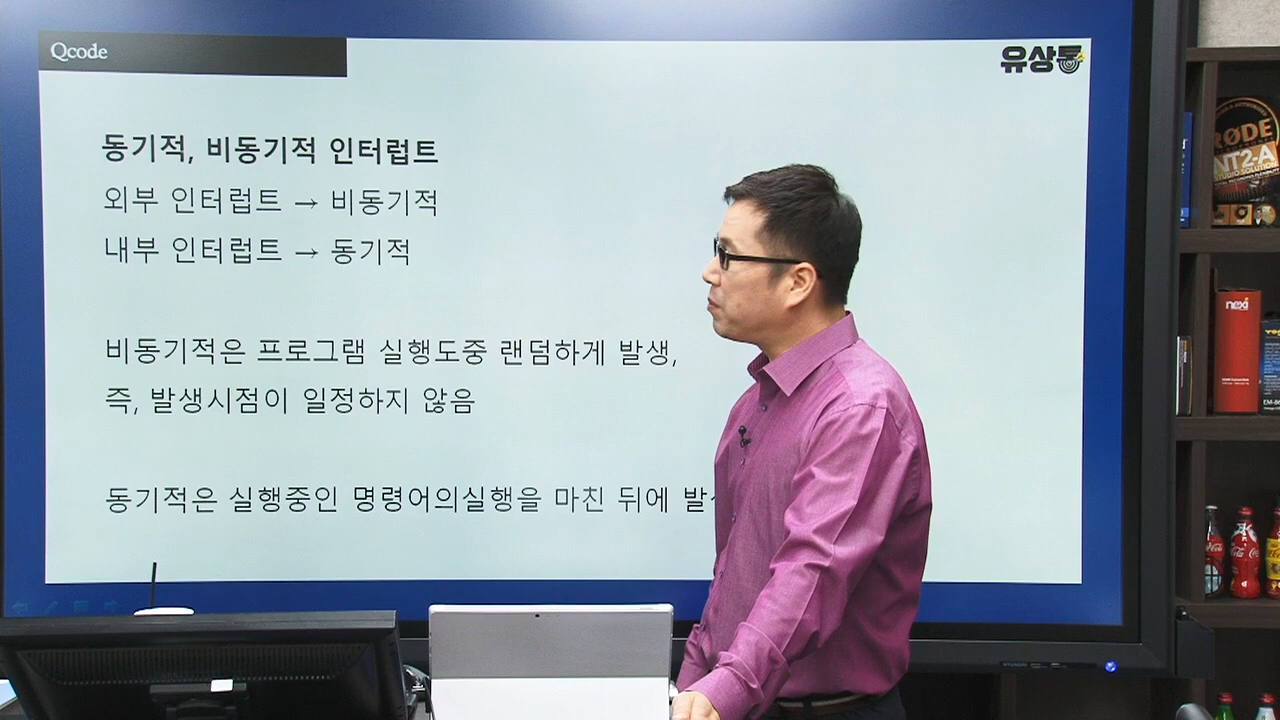 Qcode
유상통
동기적, 비동기적 인터럽트
외부 인터럽트 → 비동기적
내부 인터럽트 → 동기적
비동기적은 프로그램 실행도중 랜덤하게 발생,
즉, 발생시점이 일정하지 않음
동기적은 실행중인 명령어의실행을 마친 뒤에
RØDE
NT2-A
STUDIO SOLUTION
nexi
HYUNDAI